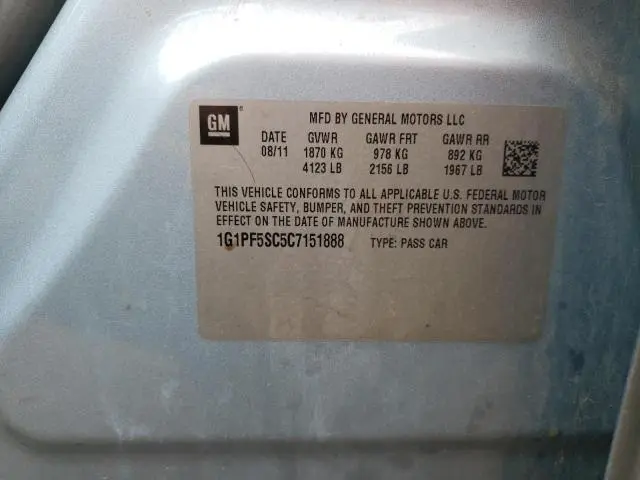 GM ® MFD BY GENERAL MOTORS LLC
DATE GVWR GAWR FRT GAWR RR
08/11 1870 KG 978 KG 892 KG
4123 LB 2156 LB 1967 LB
THIS VEHICLE CONFORMS TO ALL APPLICABLE U.S. FEDERAL MOTOR
VEHICLE SAFETY, BUMPER, AND THEFT PREVENTION STANDARDS IN
EFFECT ON THE DATE OF MANUFACTURE SHOWN ABOVE.
1G1PF5SC5C7151888 TYPE: PASS CAR